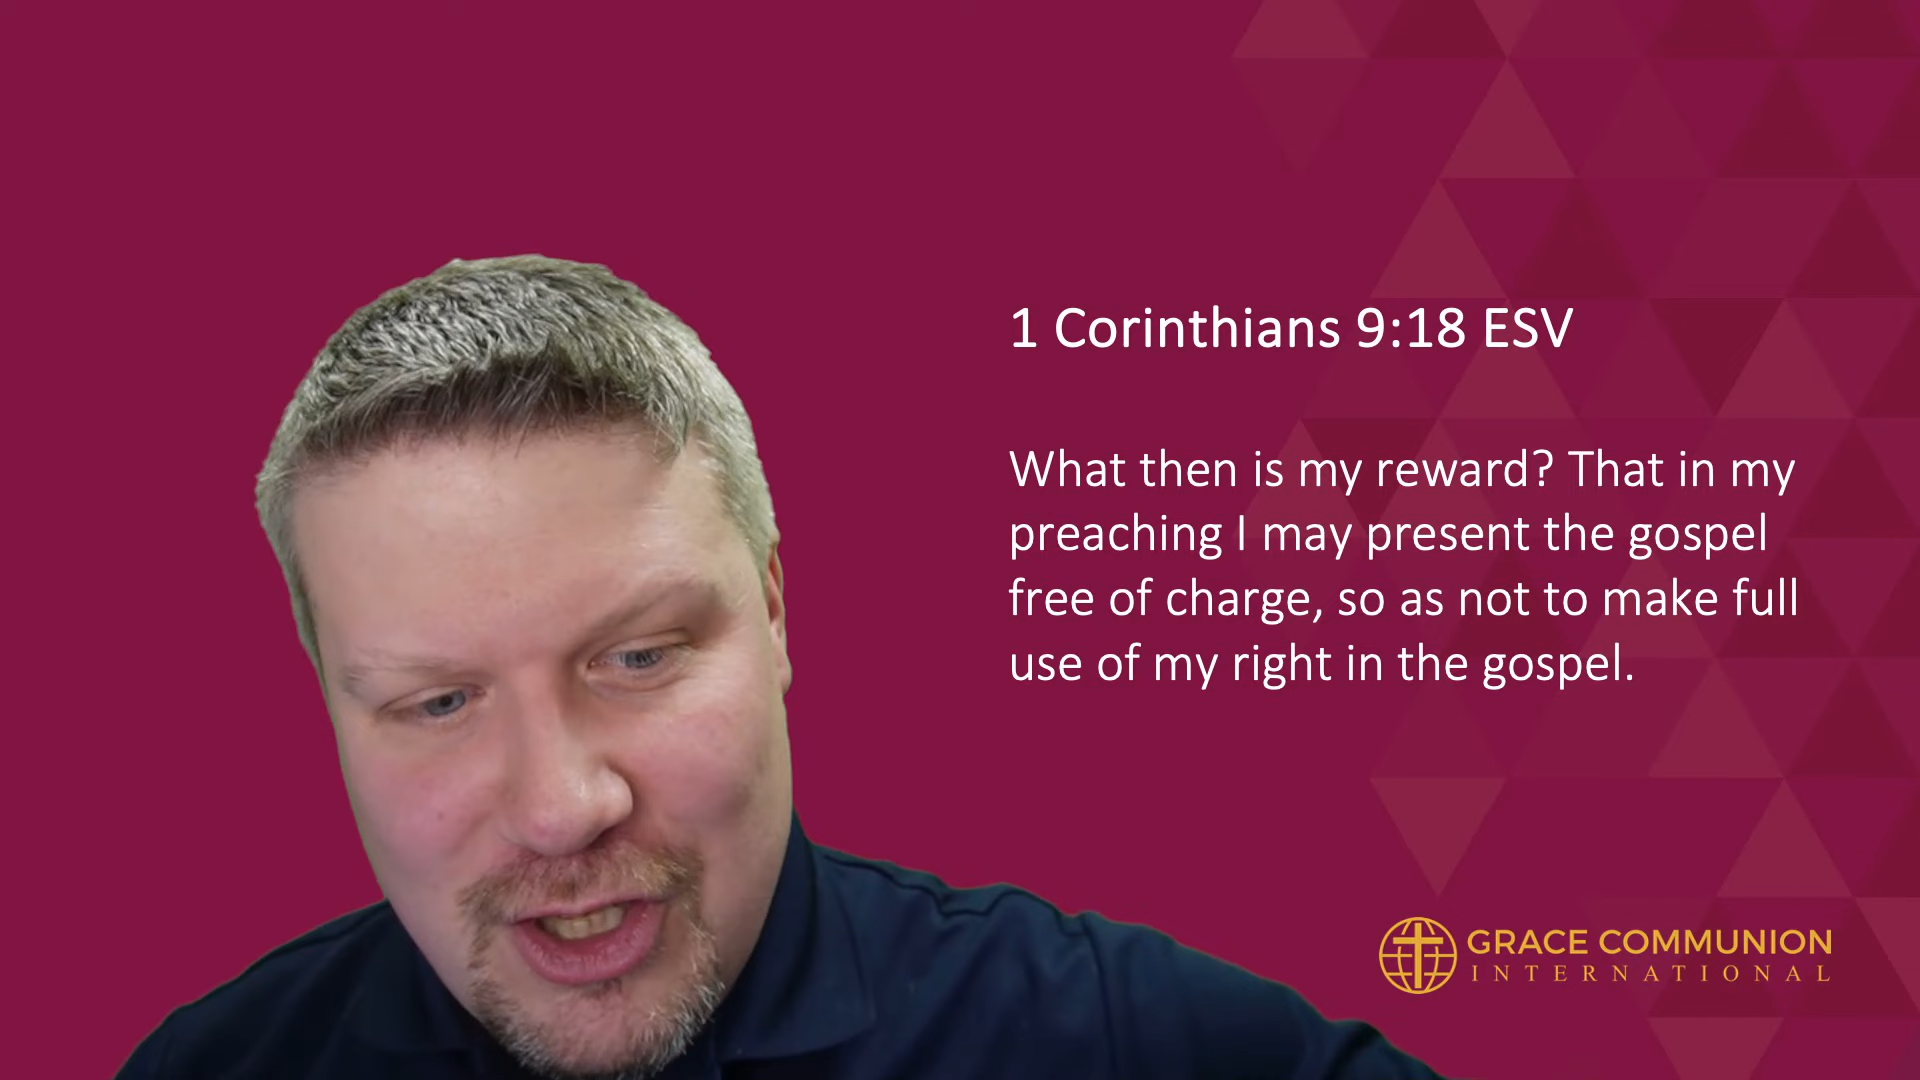 1 Corinthians 9:18 ESV
What then is my reward? That in my
preaching I may present the gospel
free of charge, so as not to make full
use of my right in the gospel.
GRACE COMMUNION
INTERNATIONAL